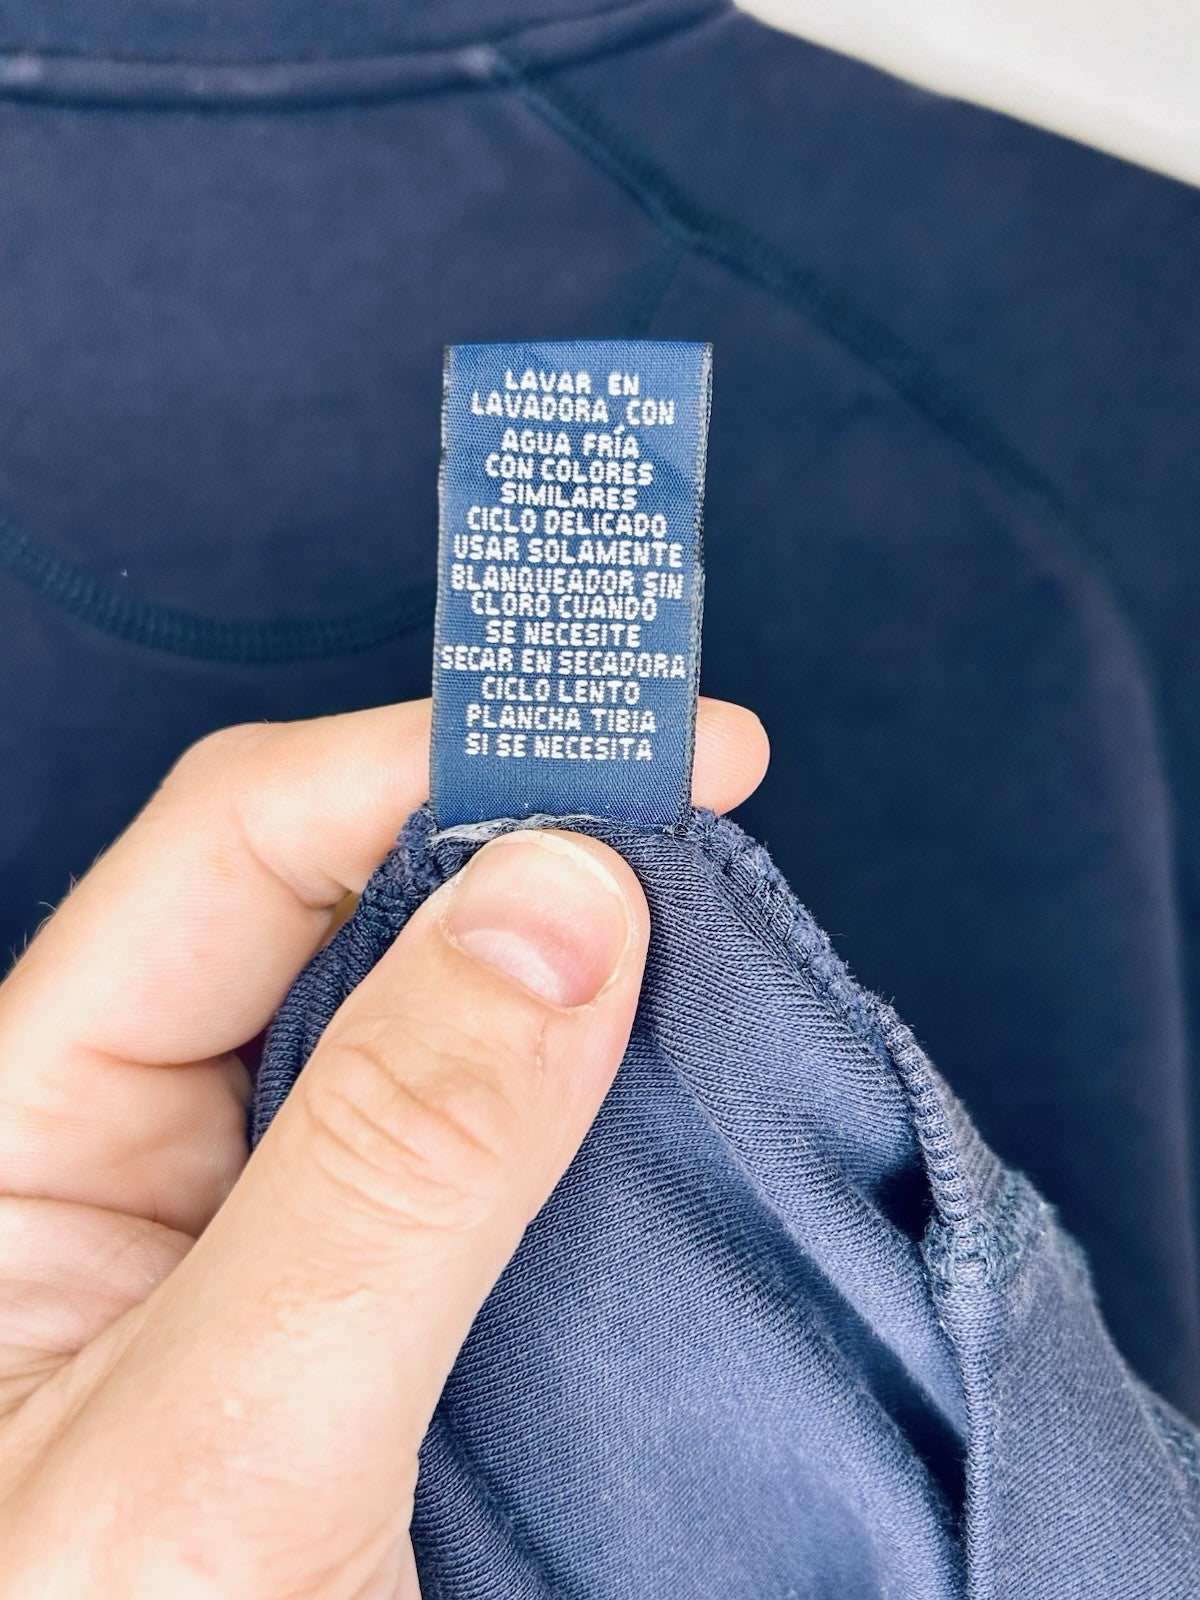 LAVAR EN
LAVADORA CON
AGUA FRÍA
CON COLORES
SIMILARES
CICLO DELICADO
USAR SOLAMENTE
BLANQUEADOR SIN
CLORO CUANDO
SE NECESITE
SECAR EN SECADORA
CICLO LENTO
PLANCHA TIBIA
SI SE NECESITA